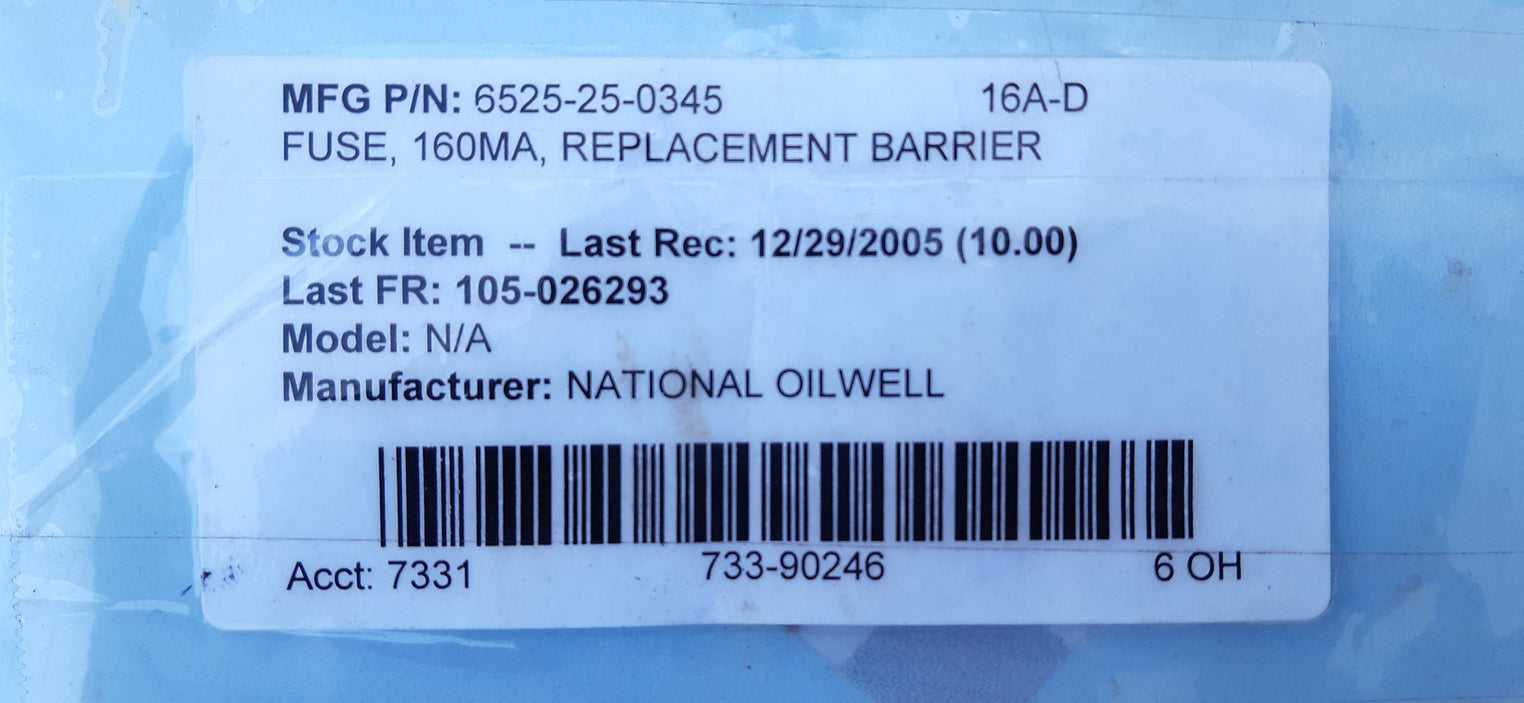 MFG P/N: 6525-25-0345 16A-D
FUSE, 160MA, REPLACEMENT BARRIER
Stock Item -- Last Rec: 12/29/2005 (10.00)
Last FR: 105-026293
Model: N/A
Manufacturer: NATIONAL OILWELL
Acct: 7331 733-90246 6 OH